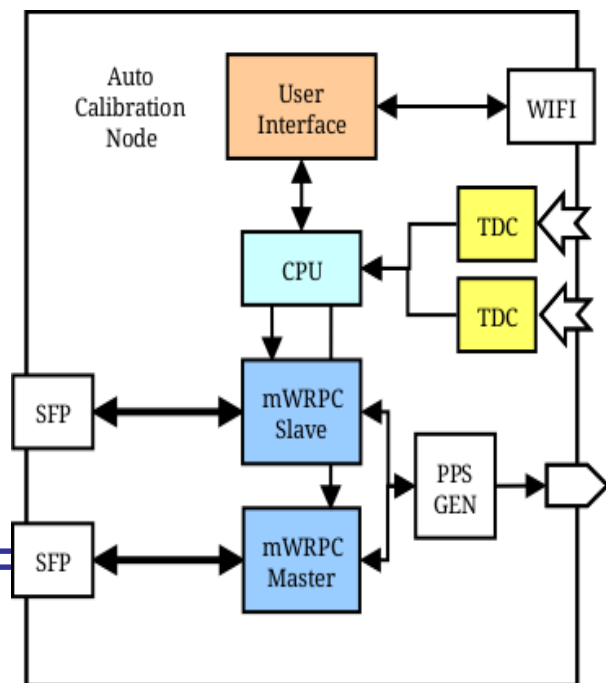 Auto
Calibration
Node
User
Interface
WIFI
TDC
CPU
TDC
mWRPC
Slave
SFP
PPS
GEN
mWRPC
Master
SFP